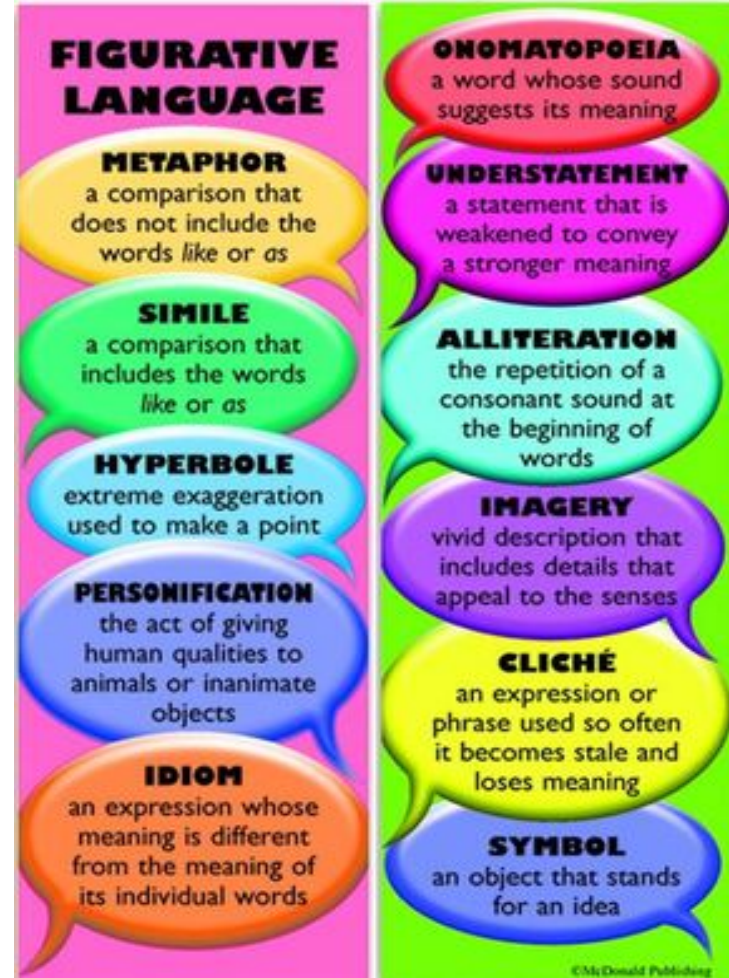 FIGURATIVE
LANGUAGE
METAPHOR
a comparison that
does not include the
words like or as
SIMILE
a comparison that
includes the words
like or as
HYPERBOLE
extreme exaggeration
used to make a point
PERSONIFICATION
the act of giving
human qualities to
animals or inanimate
objects
IDIOM
an expression whose
meaning is different
from the meaning of
its individual words
ONOMATOPOEIA
a word whose sound
suggests its meaning
UNDERSTATEMENT
a statement that is
weakened to convey
a stronger meaning
ALLITERATION
the repetition of a
consonant sound at
the beginning of
words
IMAGERY
vivid description that
includes details that
appeal to the senses
CLICHÉ
an expression or
phrase used so often
it becomes stale and
loses meaning
SYMBOL
an object that stands
for an idea
©McDonald Publishing